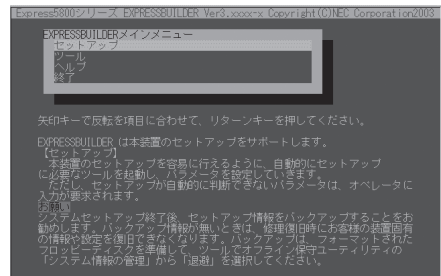 Express5800シリーズ EXPRESSBUILDER Ver3.xxxx-x Copyright(C)NEC Corporation2003
EXPRESSBUILDERメインメニュー
セットアップ
ツール
ヘルプ
終了
矢印キーで反転を項目に合わせて、リターンキーを押してください。
EXPRESSBUILDER は本装置のセットアップをサポートします。
【セットアップ】
本装置のセットアップを容易に行えるように、自動的にセットアップ
に必要なツールを起動し、パラメータを設定していきます。
ただし、セットアップが自動的に判断できないパラメータは、オペレータに
入力が要求されます。
お願い
システムセットアップ終了後、セットアップ情報をバックアップすることをお
勧めします。バックアップ情報が無いときは、修理復旧時にお客様の装置固有
の情報や設定を復旧できなくなります。バックアップは、フォーマットされた
フロッピーディスクを準備して、ツールでオフライン保守ユーティリティの
「システム情報の管理」から「退避」を選択してください。